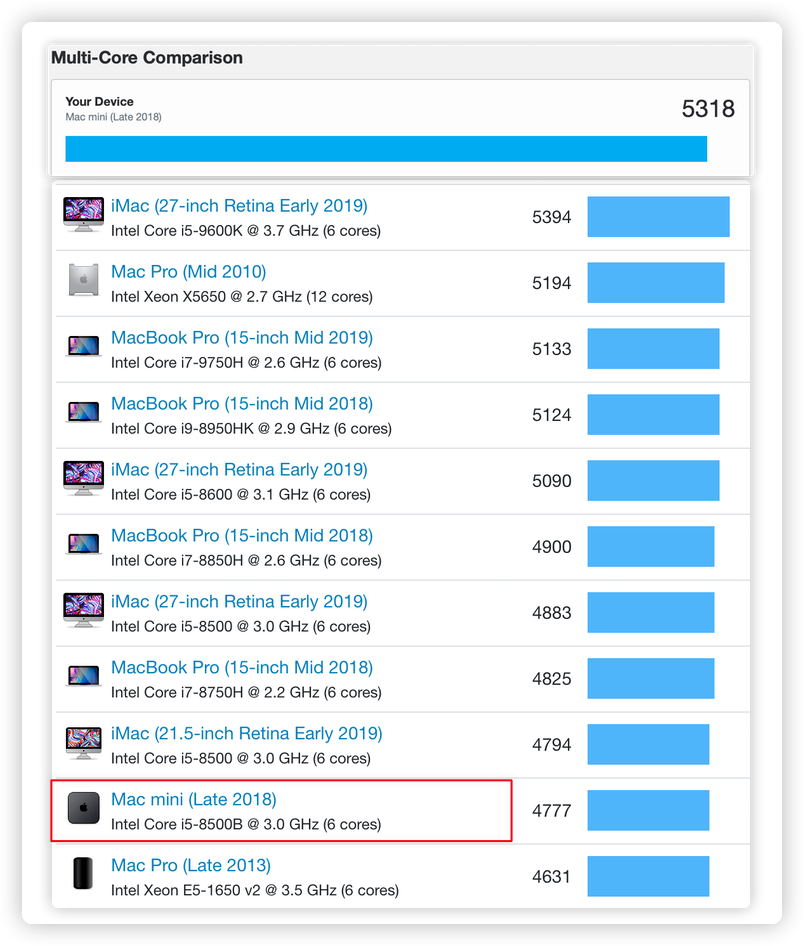 Multi-Core Comparison
Your Device
Mac mini (Late 2018)
5318
iMac (27-inch Retina Early 2019)
Intel Core i5-9600K @ 3.7 GHz (6 cores)
5394
Mac Pro (Mid 2010)
Intel Xeon X5650 @ 2.7 GHz (12 cores)
5194
MacBook Pro (15-inch Mid 2019)
Intel Core i7-9750H @ 2.6 GHz (6 cores)
5133
MacBook Pro (15-inch Mid 2018)
Intel Core i9-8950HK @ 2.9 GHz (6 cores)
5124
iMac (27-inch Retina Early 2019)
Intel Core i5-8600 @ 3.1 GHz (6 cores)
5090
MacBook Pro (15-inch Mid 2018)
Intel Core i7-8850H @ 2.6 GHz (6 cores)
4900
iMac (27-inch Retina Early 2019)
Intel Core i5-8500 @ 3.0 GHz (6 cores)
4883
MacBook Pro (15-inch Mid 2018)
Intel Core i7-8750H @ 2.2 GHz (6 cores)
4825
iMac (21.5-inch Retina Early 2019)
Intel Core i5-8500 @ 3.0 GHz (6 cores)
4794
Mac mini (Late 2018)
Intel Core i5-8500B @ 3.0 GHz (6 cores)
4777
Mac Pro (Late 2013)
Intel Xeon E5-1650 v2 @ 3.5 GHz (6 cores)
4631